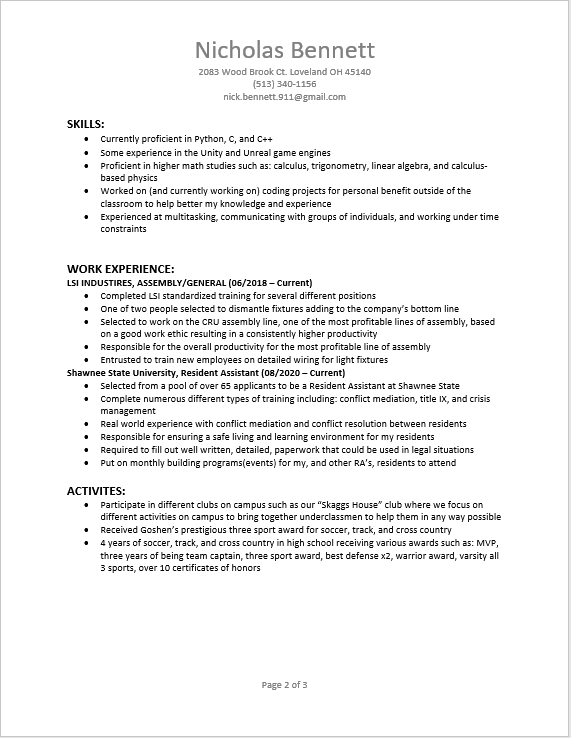 Nicholas Bennett
2083 Wood Brook Ct. Loveland OH 45140
(513) 340-1156
nick.bennett.911@gmail.com
SKILLS:
• Currently proficient in Python, C, and C++
• Some experience in the Unity and Unreal game engines
• Proficient in higher math studies such as: calculus, trigonometry, linear algebra, and calculus-
based physics
• Worked on (and currently working on) coding projects for personal benefit outside of the
classroom to help better my knowledge and experience
• Experienced at multitasking, communicating with groups of individuals, and working under time
constraints
WORK EXPERIENCE:
LSI INDUSTIRES, ASSEMBLY/GENERAL (06/2018 – Current)
• Completed LSI standardized training for several different positions
• One of two people selected to dismantle fixtures adding to the company's bottom line
• Selected to work on the CRU assembly line, one of the most profitable lines of assembly, based
on a good work ethic resulting in a consistently higher productivity
• Responsible for the overall productivity for the most profitable line of assembly
• Entrusted to train new employees on detailed wiring for light fixtures
Shawnee State University, Resident Assistant (08/2020 – Current)
• Selected from a pool of over 65 applicants to be a Resident Assistant at Shawnee State
• Complete numerous different types of training including: conflict mediation, title IX, and crisis
management
• Real world experience with conflict mediation and conflict resolution between residents
• Responsible for ensuring a safe living and learning environment for my residents
• Required to fill out well written, detailed, paperwork that could be used in legal situations
• Put on monthly building programs(events) for my, and other RA's, residents to attend
ACTIVITES:
• Participate in different clubs on campus such as our “Skaggs House” club where we focus on
different activities on campus to bring together underclassmen to help them in any way possible
• Received Goshen's prestigious three sport award for soccer, track, and cross country
• 4 years of soccer, track, and cross country in high school receiving various awards such as: MVP,
three years of being team captain, three sport award, best defense x2, warrior award, varsity all
3 sports, over 10 certificates of honors
Page 2 of 3